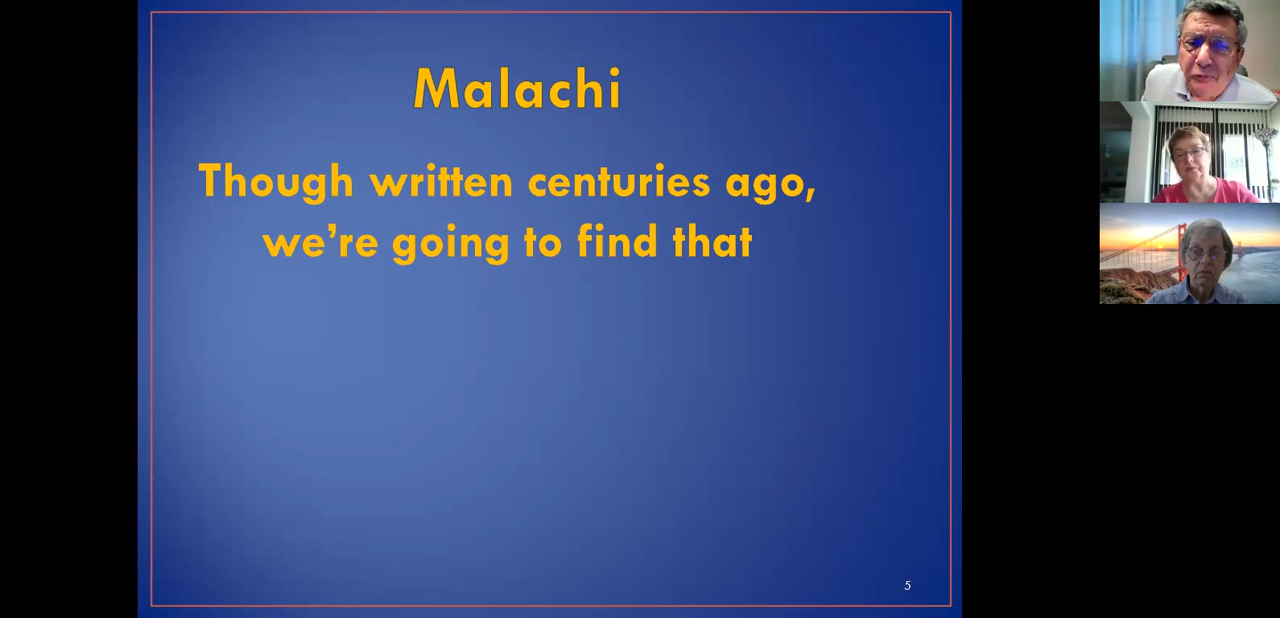 Malachi
Though written centuries ago,
we’re going to find that
5